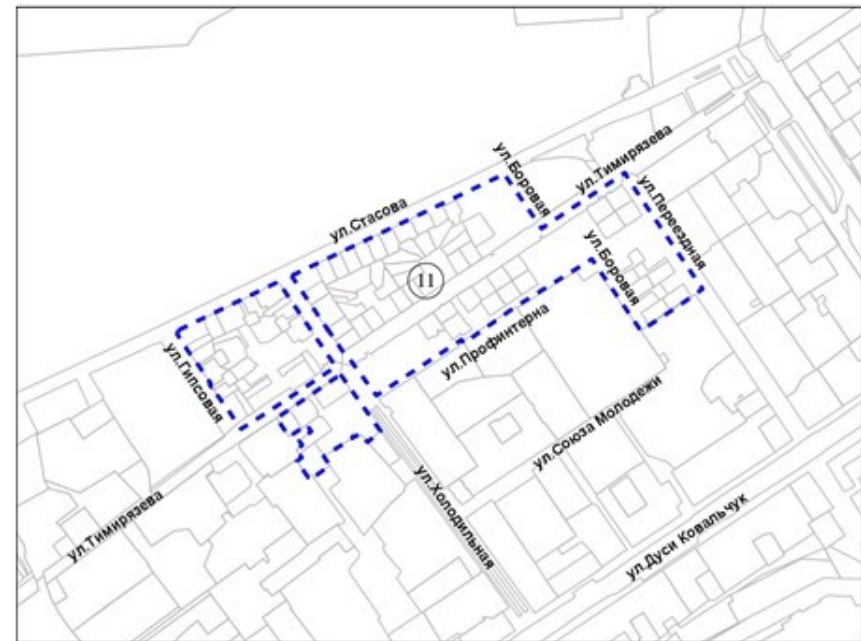 ул.Боровая
ул.Тимирязева
ул.Стасова
ул.Переездная
ул.Боровая
11
ул.Профинтерна
ул.Гипсовая
ул.Союза Молодежи
ул.Холодильная
ул.Тимирязева
ул.Дуси Ковальчук